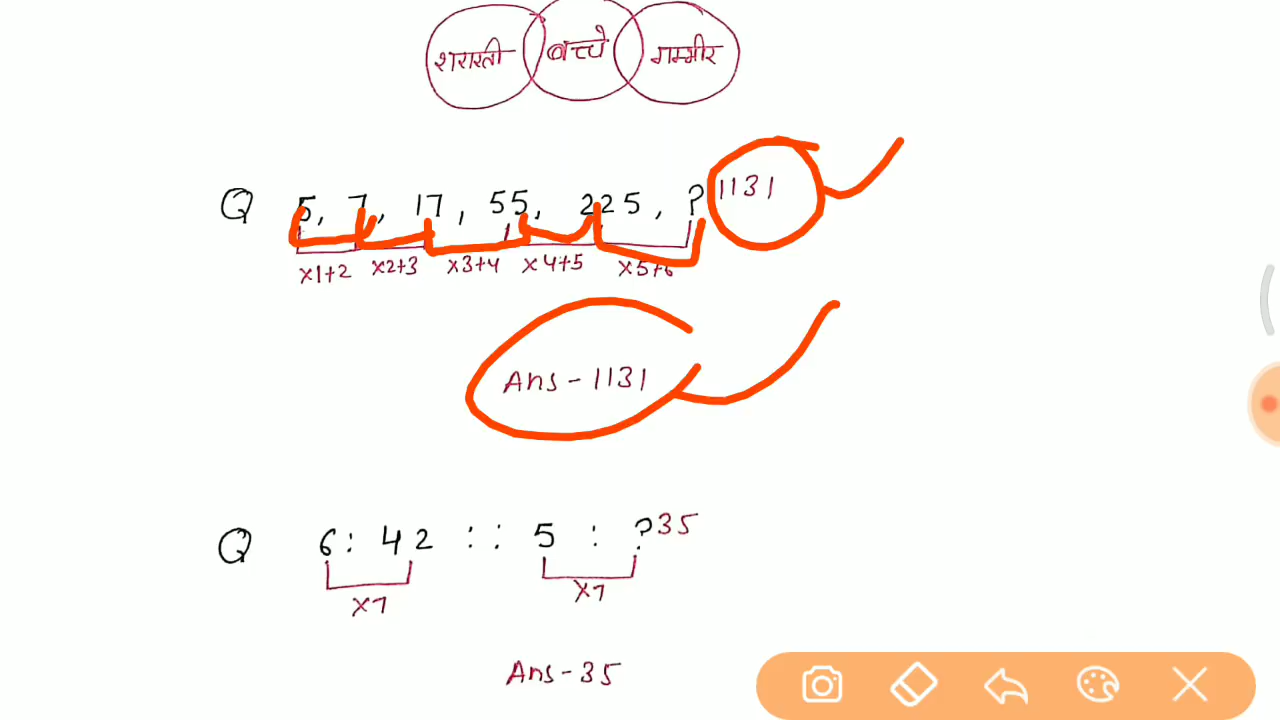 शरारती बच्चे गम्भीर
Q 5, 7, 17, 55, 225, ? 1131
x1+2 x2+3 x3+4 x4+5 x5+6
Ans - 1131
Q 6 : 42 :: 5 : ? 35
x7 x7
Ans - 35